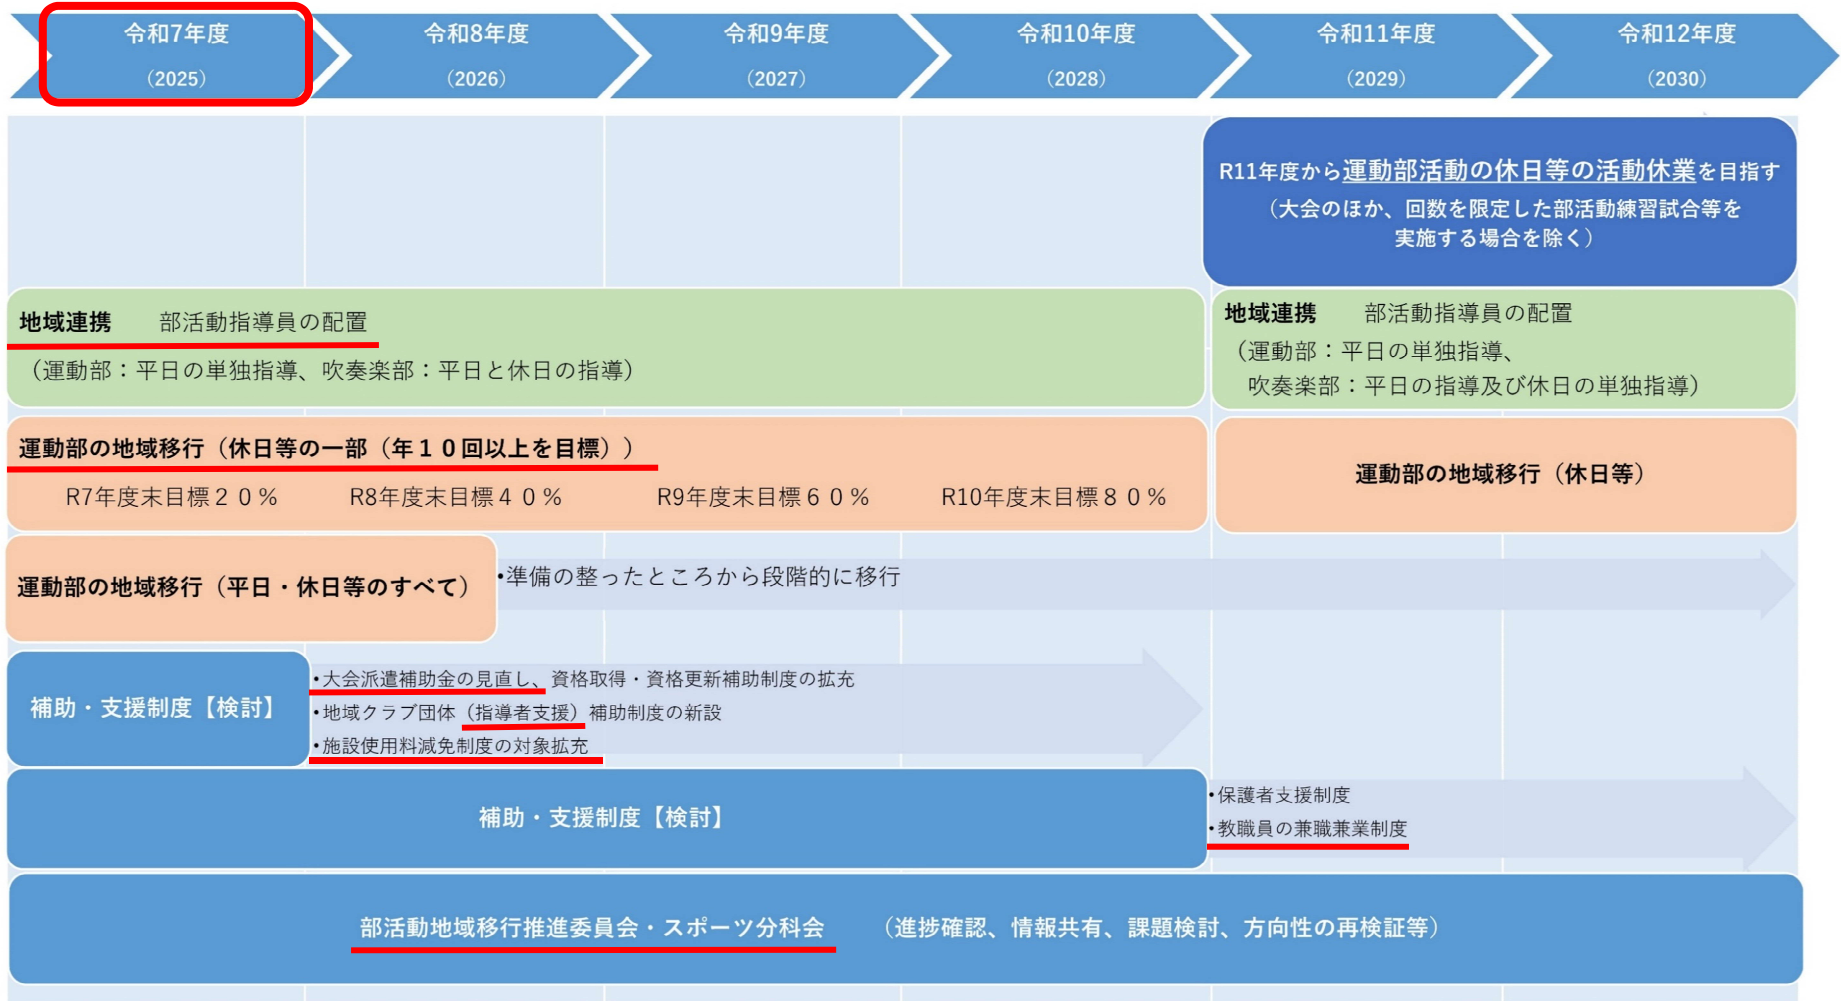 令和7年度
（2025）
令和8年度
（2026）
令和9年度
（2027）
令和10年度
（2028）
令和11年度
（2029）
令和12年度
（2030）
R11年度から運動部活動の休日等の活動休業を目指す
（大会のほか、回数を限定した部活動練習試合等を
実施する場合を除く）
地域連携　　部活動指導員の配置
（運動部：平日の単独指導、吹奏楽部：平日と休日の指導）
地域連携　　部活動指導員の配置
（運動部：平日の単独指導、
吹奏楽部：平日の指導及び休日の単独指導）
運動部の地域移行（休日等の一部（年１０回以上を目標））
R7年度末目標２０％　R8年度末目標４０％　R9年度末目標６０％　R10年度末目標８０％
運動部の地域移行（休日等）
運動部の地域移行（平日・休日等のすべて）
•準備の整ったところから段階的に移行
補助・支援制度【検討】
•大会派遣補助金の見直し、資格取得・資格更新補助制度の拡充
•地域クラブ団体（指導者支援）補助制度の新設
•施設使用料減免制度の対象拡充
補助・支援制度【検討】
•保護者支援制度
•教職員の兼職兼業制度
部活動地域移行推進委員会・スポーツ分科会　　（進捗確認、情報共有、課題検討、方向性の再検証等）